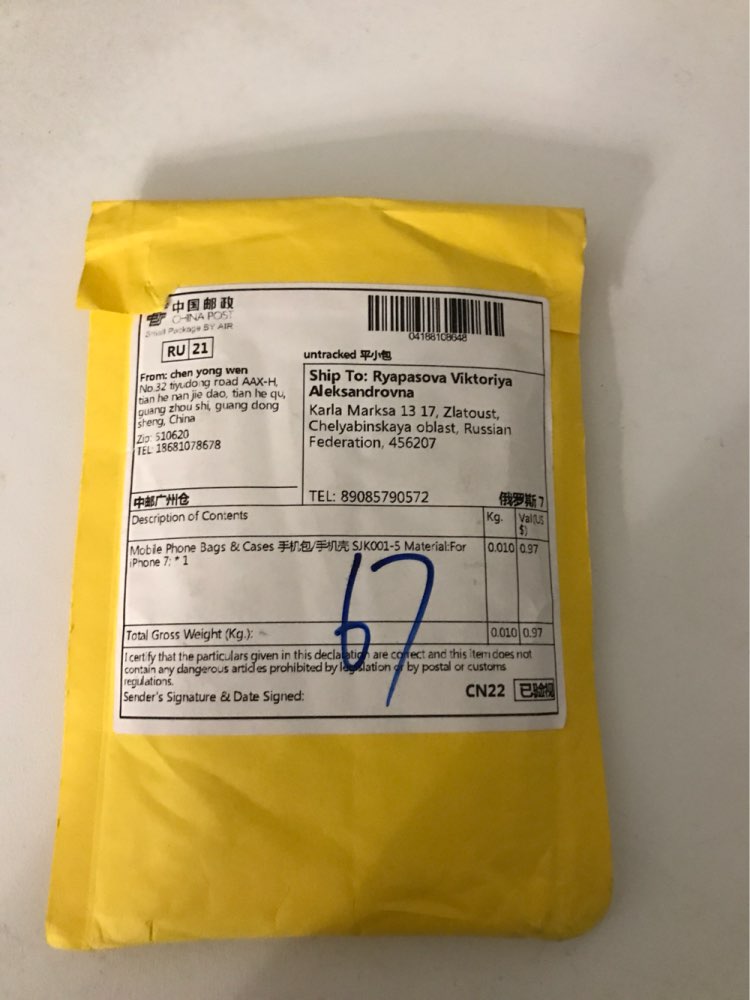 中国邮政
CHINA POST
Small Package BY AIR
RU 21
04186108648
untracked 平小包
From: chen yong wen
No.32 tiyudong road AAX-H,
tian he nan jie dao, tian he qu,
guang zhou shi, guang dong
sheng, China
Zip: 510620
TEL: 18681078678
中邮广州仓
Ship To: Ryapasova Viktoriya
Aleksandrovna
Karla Marksa 13 17, Zlatoust,
Chelyabinskaya oblast, Russian
Federation, 456207
TEL: 89085790572
俄罗斯 7
Description of Contents
Kg.
Val(US
$)
Mobile Phone Bags & Cases 手机包/手机壳 SJK001-5 Material:For
iPhone 7; * 1
0.010
0.97
67
Total Gross Weight (Kg.):
0.010
0.97
I certify that the particulars given in this declaration are correct and this item does not
contain any dangerous articles prohibited by legislation or by postal or customs
regulations.
Sender's Signature & Date Signed:
CN22
已验视